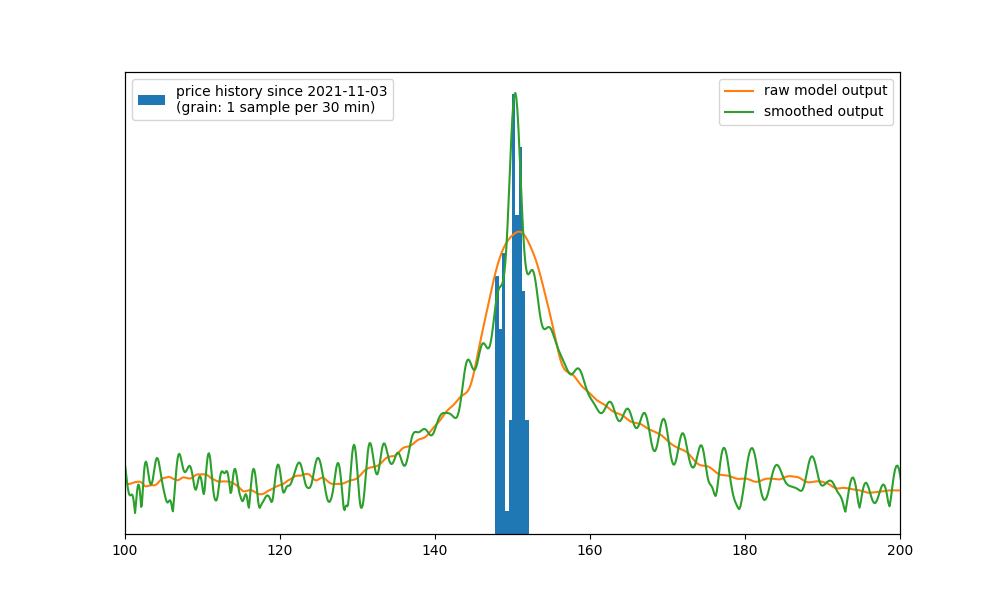 price history since 2021-11-03
(grain: 1 sample per 30 min)
raw model output
smoothed output
100
120
140
160
180
200